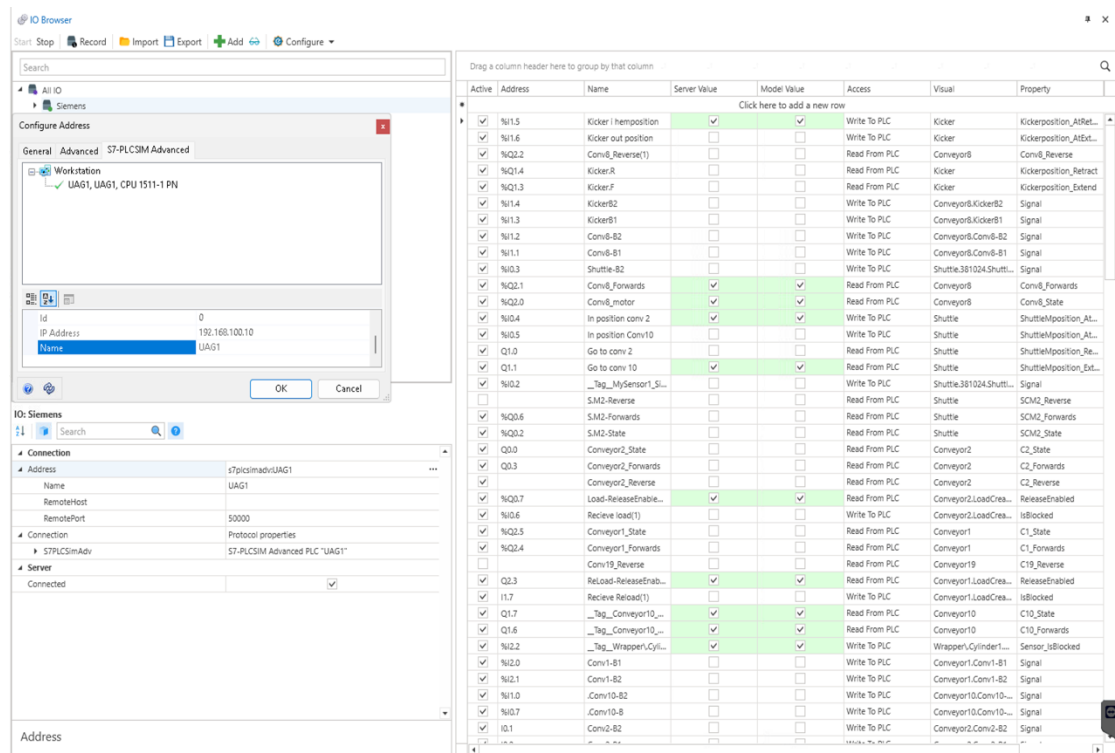 IO Browser
Start Stop Record Import Export Add Configure
Search
All IO
Siemens
Configure Address
General Advanced S7-PLCSIM Advanced
Workstation
UAG1, UAG1, CPU 1511-1 PN
Id 0
IP Address 192.168.100.10
Name UAG1
OK Cancel
IO: Siemens
Search
Connection
Address s7plcsimadv:UAG1 ...
Name UAG1
RemoteHost
RemotePort 50000
Connection Protocol properties
S7PLCSimAdv S7-PLCSIM Advanced PLC "UAG1"
Server
Connected
Address
Drag a column header here to group by that column
Active Address Name Server Value Model Value Access Visual Property
Click here to add a new row
%I1.5 Kicker i hemposition Write To PLC Kicker Kickerposition_AtRet...
%I1.6 Kicker out position Write To PLC Kicker Kickerposition_AtExt...
%Q2.2 Conv8_Reverse(1) Read From PLC Conveyor8 Conv8_Reverse
%Q1.4 Kicker.R Read From PLC Kicker Kickerposition_Retract
%Q1.3 Kicker.F Read From PLC Kicker Kickerposition_Extend
%I1.4 KickerB2 Write To PLC Conveyor8.KickerB2 Signal
%I1.3 KickerB1 Write To PLC Conveyor8.KickerB1 Signal
%I1.2 Conv8-B2 Write To PLC Conveyor8.Conv8-B2 Signal
%I1.1 Conv8-B1 Write To PLC Conveyor8.Conv8-B1 Signal
%I0.3 Shuttle-B2 Write To PLC Shuttle.381024.Shuttl... Signal
%Q2.1 Conv8_Forwards Read From PLC Conveyor8 Conv8_Forwards
%Q2.0 Conv8_motor Read From PLC Conveyor8 Conv8_State
%I0.4 In position conv 2 Write To PLC Shuttle ShuttleMposition_At...
%I0.5 In position Conv10 Write To PLC Shuttle ShuttleMposition_At...
Q1.0 Go to conv 2 Read From PLC Shuttle ShuttleMposition_Re...
Q1.1 Go to conv 10 Read From PLC Shuttle ShuttleMposition_Ext...
%I0.2 __Tag__MySensor1_Si... Write To PLC Shuttle.381024.Shuttl... Signal
S.M2-Reverse Read From PLC Shuttle SCM2_Reverse
%Q0.6 S.M2-Forwards Read From PLC Shuttle SCM2_Forwards
%Q0.2 S.M2-State Read From PLC Shuttle SCM2_State
Q0.0 Conveyor2_State Read From PLC Conveyor2 C2_State
Q0.3 Conveyor2_Forwards Read From PLC Conveyor2 C2_Forwards
Conveyor2_Reverse Read From PLC Conveyor2 C2_Reverse
%Q0.7 Load-ReleaseEnable... Read From PLC Conveyor2.LoadCrea... ReleaseEnabled
%I0.6 Recieve load(1) Write To PLC Conveyor2.LoadCrea... IsBlocked
%Q2.5 Conveyor1_State Read From PLC Conveyor1 C1_State
%Q2.4 Conveyor1_Forwards Read From PLC Conveyor1 C1_Forwards
Conv19_Reverse Read From PLC Conveyor19 C19_Reverse
Q2.3 ReLoad-ReleaseEnab... Read From PLC Conveyor1.LoadCrea... ReleaseEnabled
I1.7 Recieve Reload(1) Write To PLC Conveyor1.LoadCrea... IsBlocked
Q1.7 __Tag__Conveyor10_... Read From PLC Conveyor10 C10_State
Q1.6 __Tag__Conveyor10_... Read From PLC Conveyor10 C10_Forwards
%I2.2 __Tag__Wrapper\,Cyli... Write To PLC Wrapper\,Cylinder1.... Sensor_IsBlocked
%I2.0 Conv1-B1 Write To PLC Conveyor1.Conv1-B1 Signal
%I2.1 Conv1-B2 Write To PLC Conveyor1.Conv1-B2 Signal
%I1.0 .Conv10-B2 Write To PLC Conveyor10.Conv10-... Signal
%I0.7 .Conv10-B Write To PLC Conveyor10.Conv10-... Signal
I0.1 Conv2-B2 Write To PLC Conveyor2.Conv2-B2 Signal